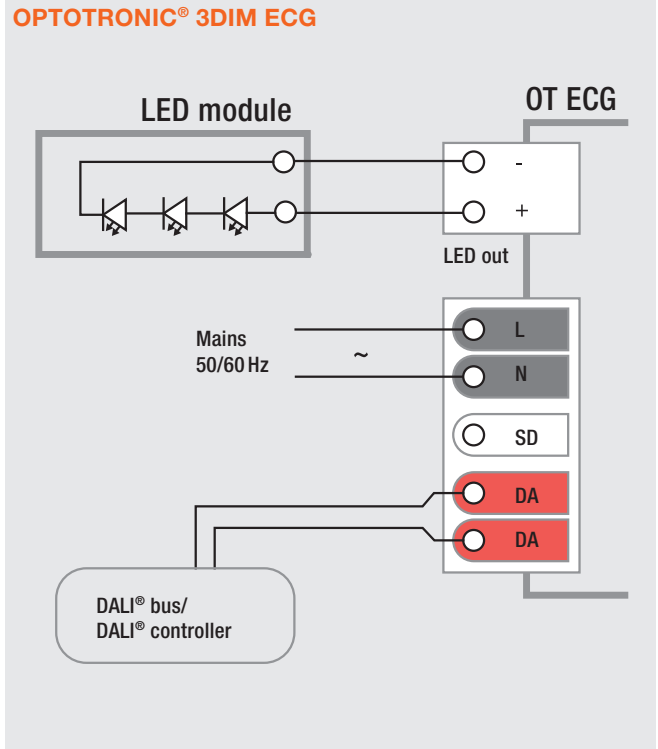 OPTOTRONIC® 3DIM ECG
LED module
OT ECG
-
+
LED out
Mains
50/60 Hz
~
L
N
SD
DA
DA
DALI® bus/
DALI® controller